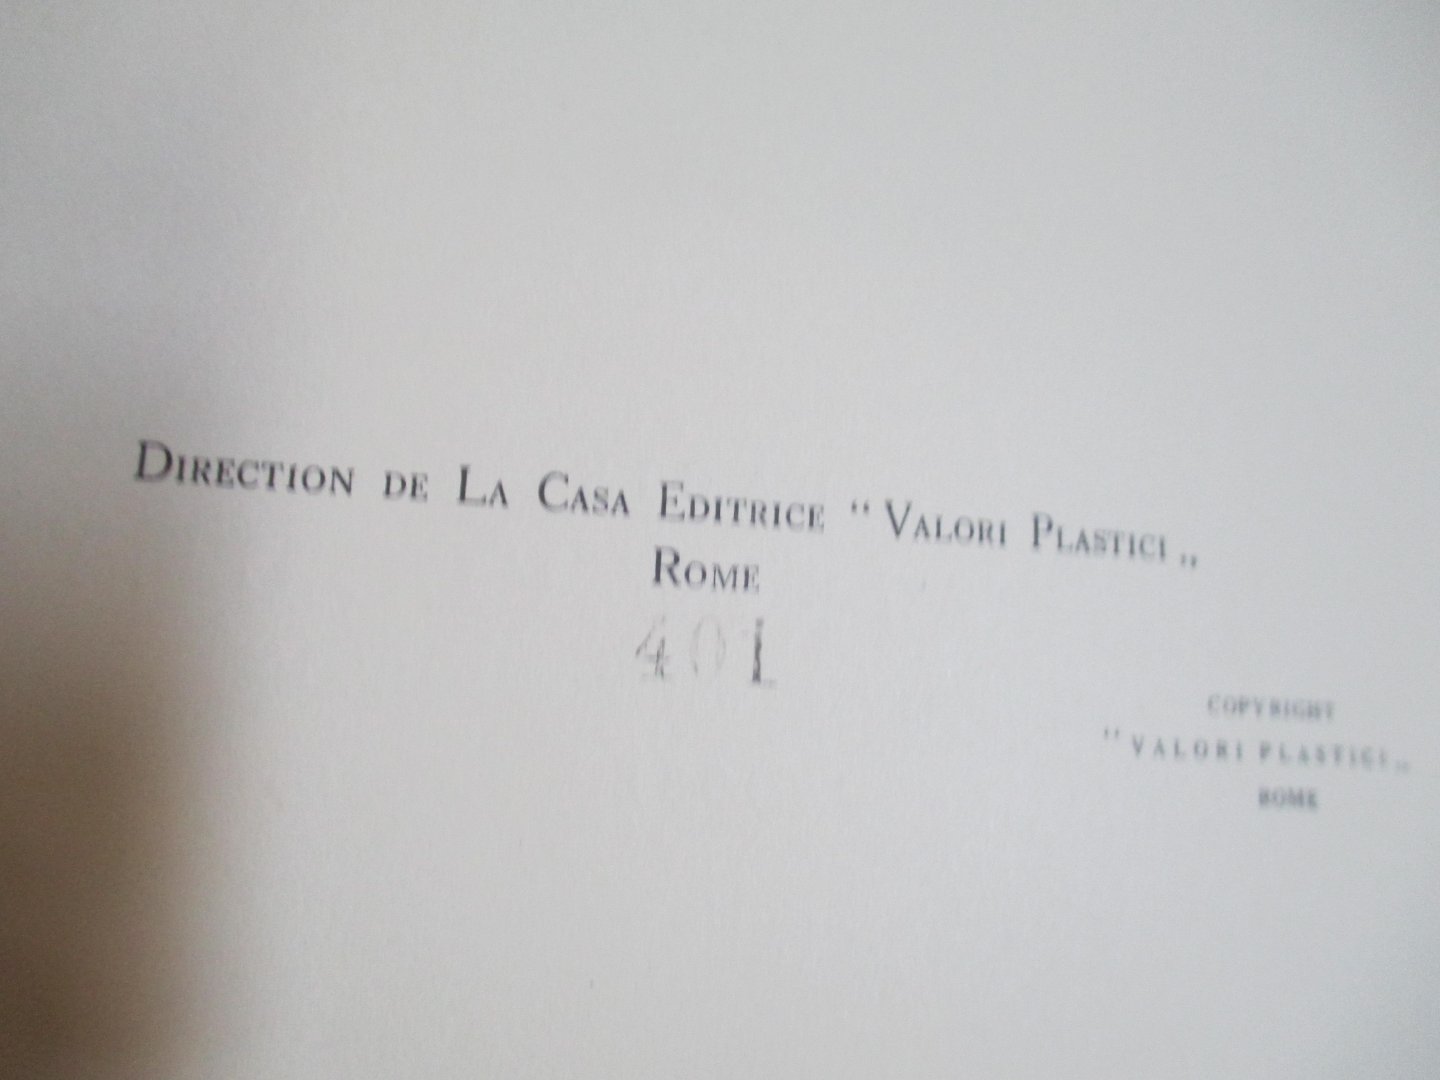 DIRECTION DE LA CASA EDITRICE “ VALORI PLASTICI „
ROME
401
COPYRIGHT
“ VALORI PLASTICI „
ROME